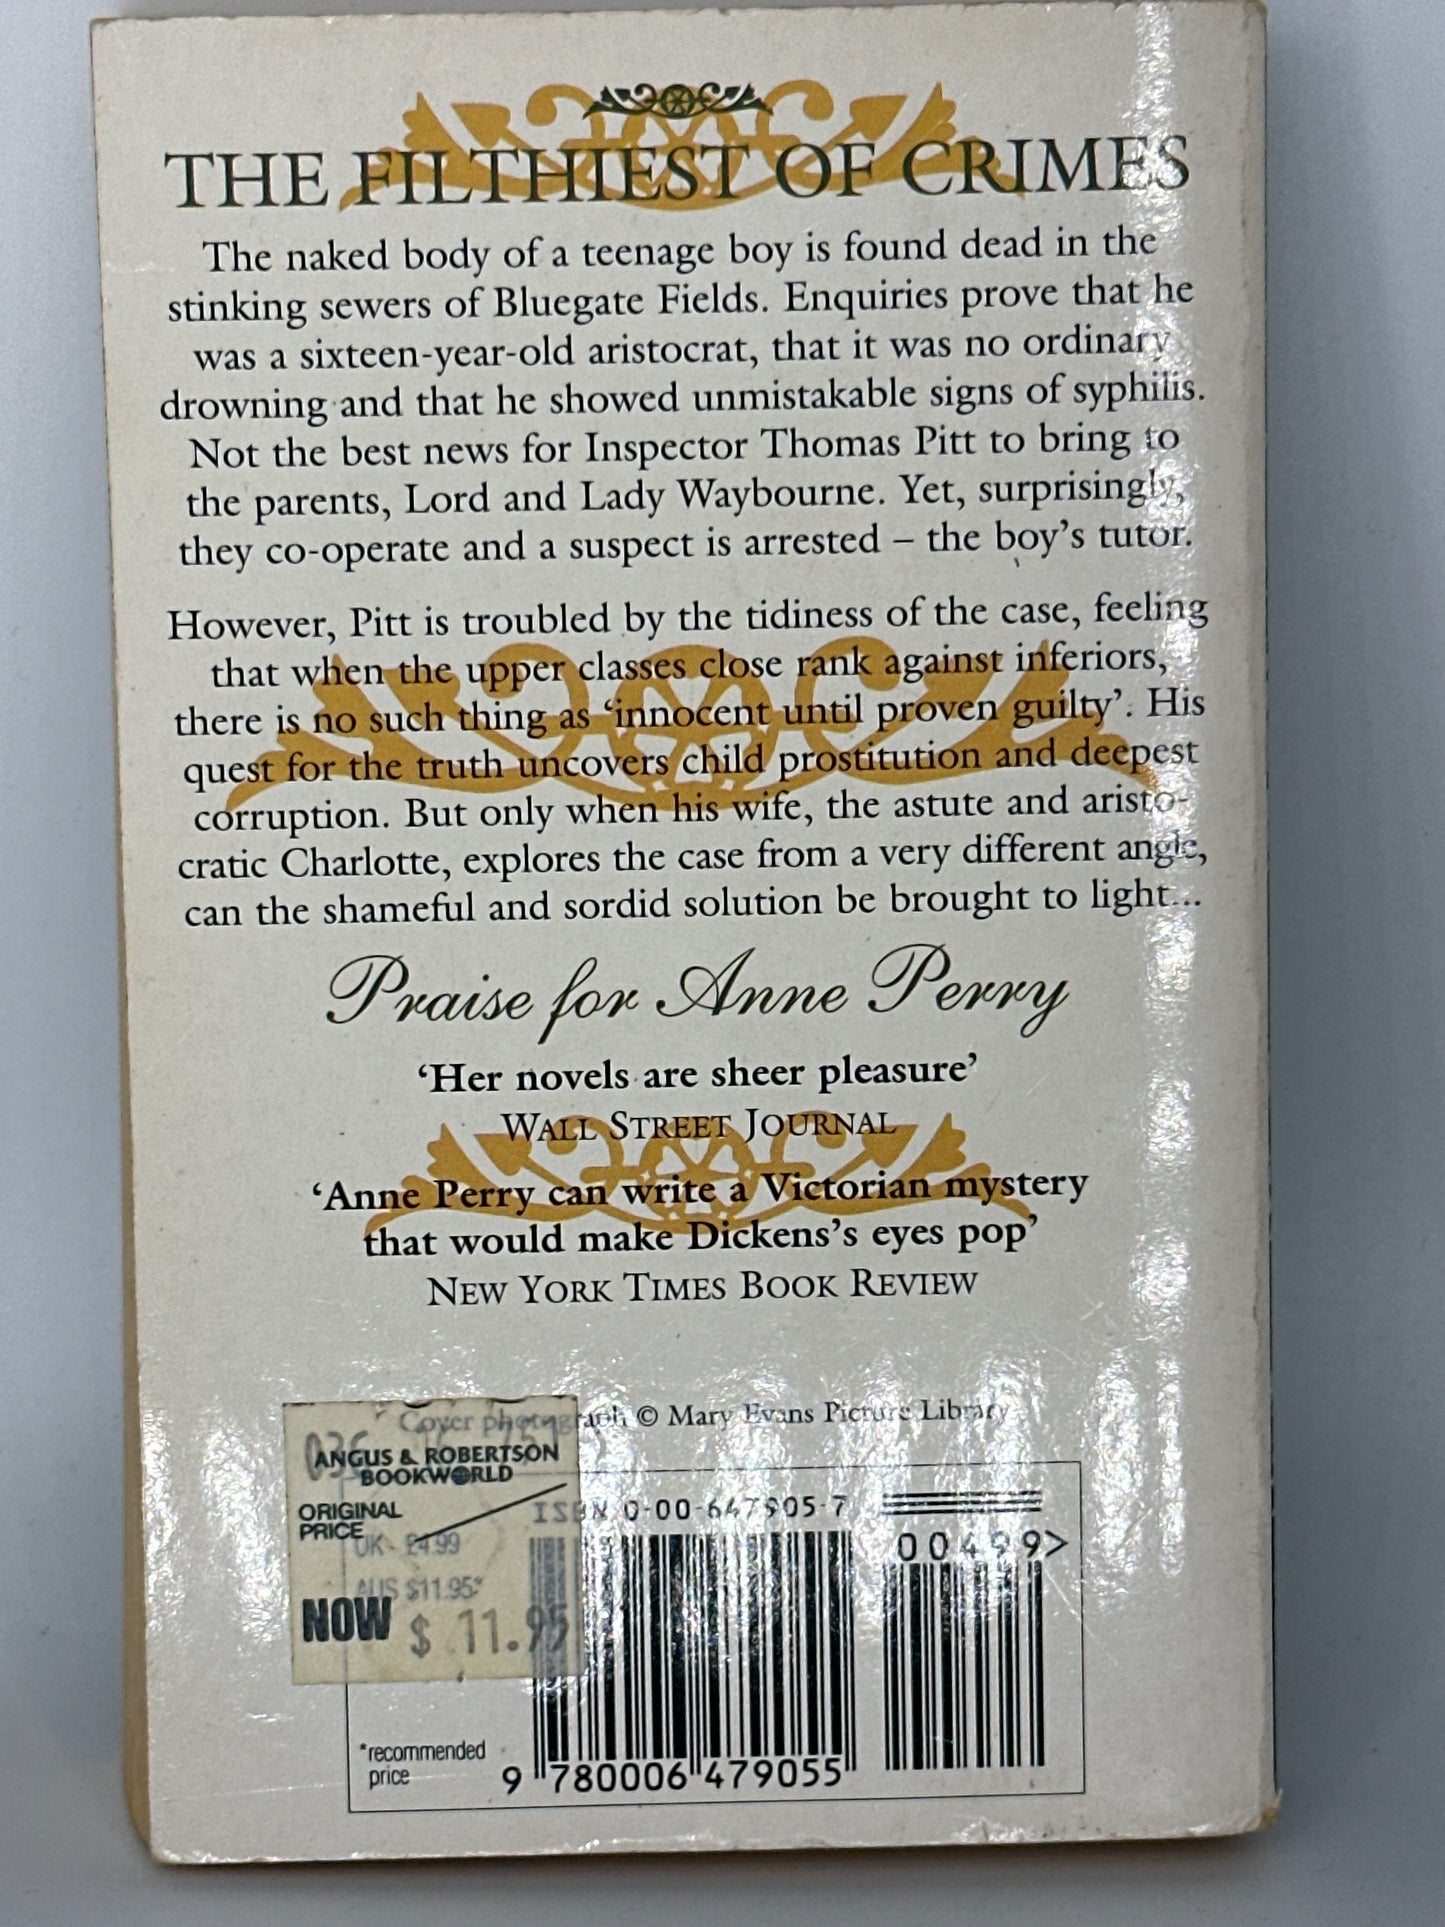 THE FILTHIEST OF CRIMES
The naked body of a teenage boy is found dead in the
stinking sewers of Bluegate Fields. Enquiries prove that he
was a sixteen-year-old aristocrat, that it was no ordinary
drowning and that he showed unmistakable signs of syphilis.
Not the best news for Inspector Thomas Pitt to bring to
the parents, Lord and Lady Waybourne. Yet, surprisingly,
they co-operate and a suspect is arrested – the boy's tutor.
However, Pitt is troubled by the tidiness of the case, feeling
that when the upper classes close rank against inferiors,
there is no such thing as ‘innocent until proven guilty’. His
quest for the truth uncovers child prostitution and deepest
corruption. But only when his wife, the astute and aristo-
cratic Charlotte, explores the case from a very different angle,
can the shameful and sordid solution be brought to light...
Praise for Anne Perry
‘Her novels are sheer pleasure’
WALL STREET JOURNAL
‘Anne Perry can write a Victorian mystery
that would make Dickens's eyes pop’
NEW YORK TIMES BOOK REVIEW
Cover photograph © Mary Evans Picture Library
ANGUS & ROBERTSON
BOOKWORLD
ORIGINAL
PRICE
UK £4.99
AUS $11.95*
NOW $ 11.95
ISBN 0-00-647905-7
00499>
*recommended
price
9 780006 479055